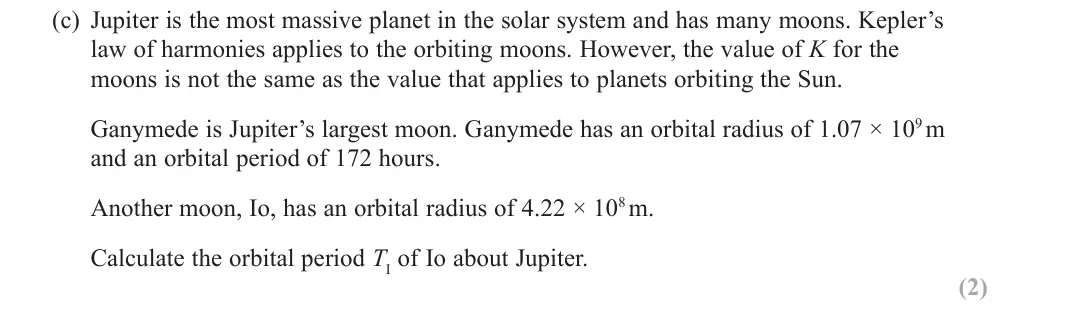 (c) Jupiter is the most massive planet in the solar system and has many moons. Kepler’s
law of harmonies applies to the orbiting moons. However, the value of K for the
moons is not the same as the value that applies to planets orbiting the Sun.
Ganymede is Jupiter’s largest moon. Ganymede has an orbital radius of 1.07 × 10⁹ m
and an orbital period of 172 hours.
Another moon, Io, has an orbital radius of 4.22 × 10⁸ m.
Calculate the orbital period T_I of Io about Jupiter.
(2)